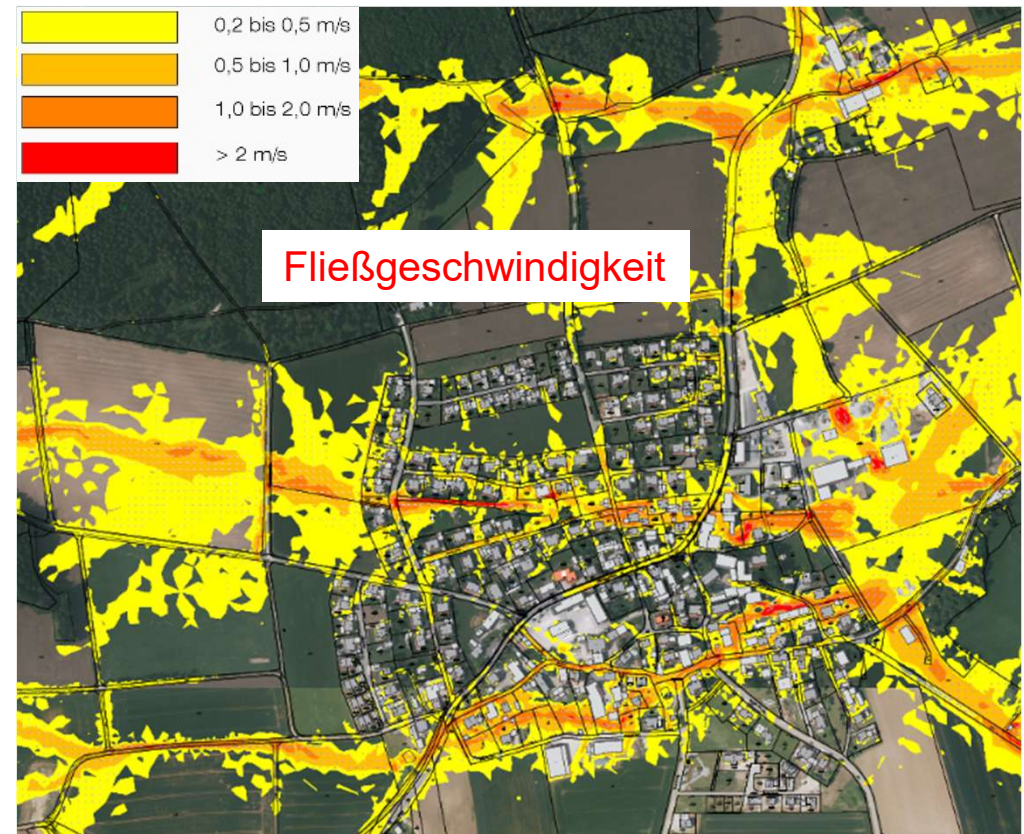 0,2 bis 0,5 m/s
0,5 bis 1,0 m/s
1,0 bis 2,0 m/s
> 2 m/s
Fließgeschwindigkeit